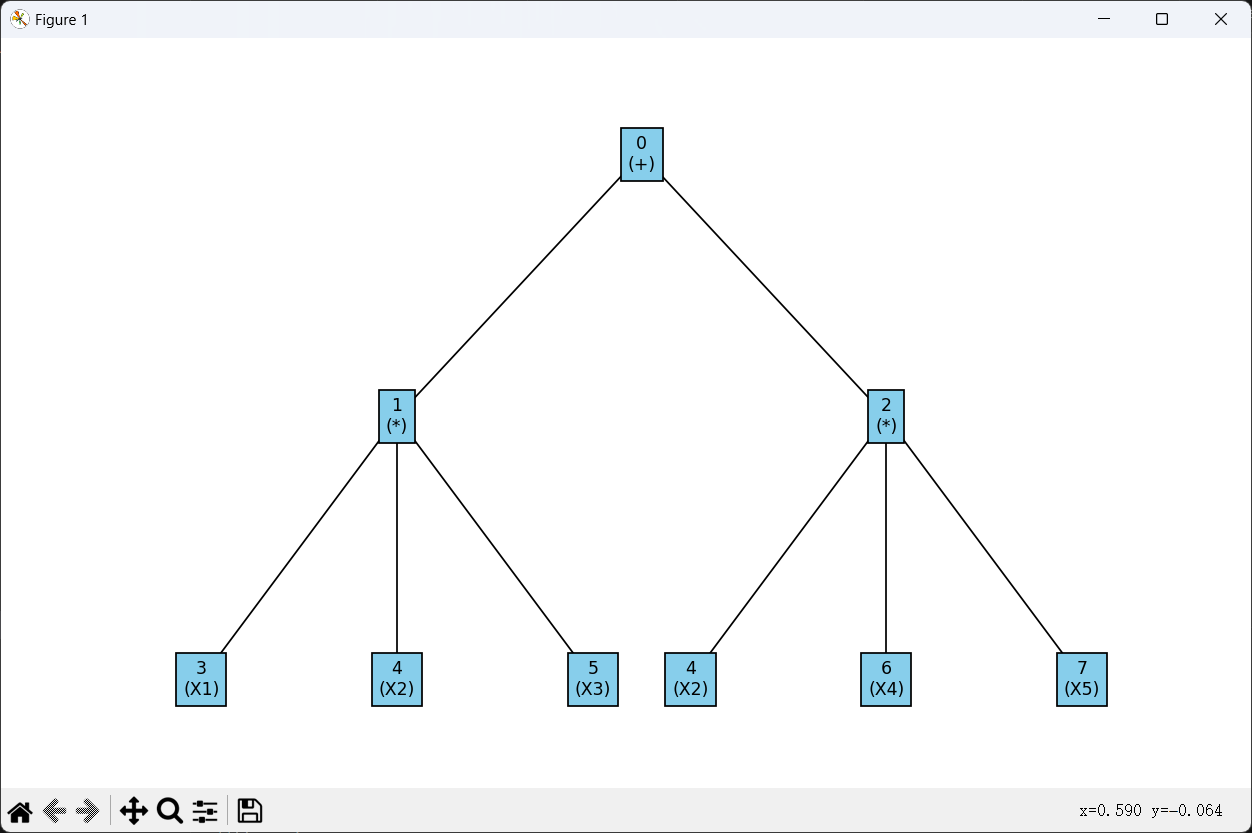 Figure 1
0
(+)
1
(*)
2
(*)
3
(X1)
4
(X2)
5
(X3)
4
(X2)
6
(X4)
7
(X5)
x=0.590 y=−0.064